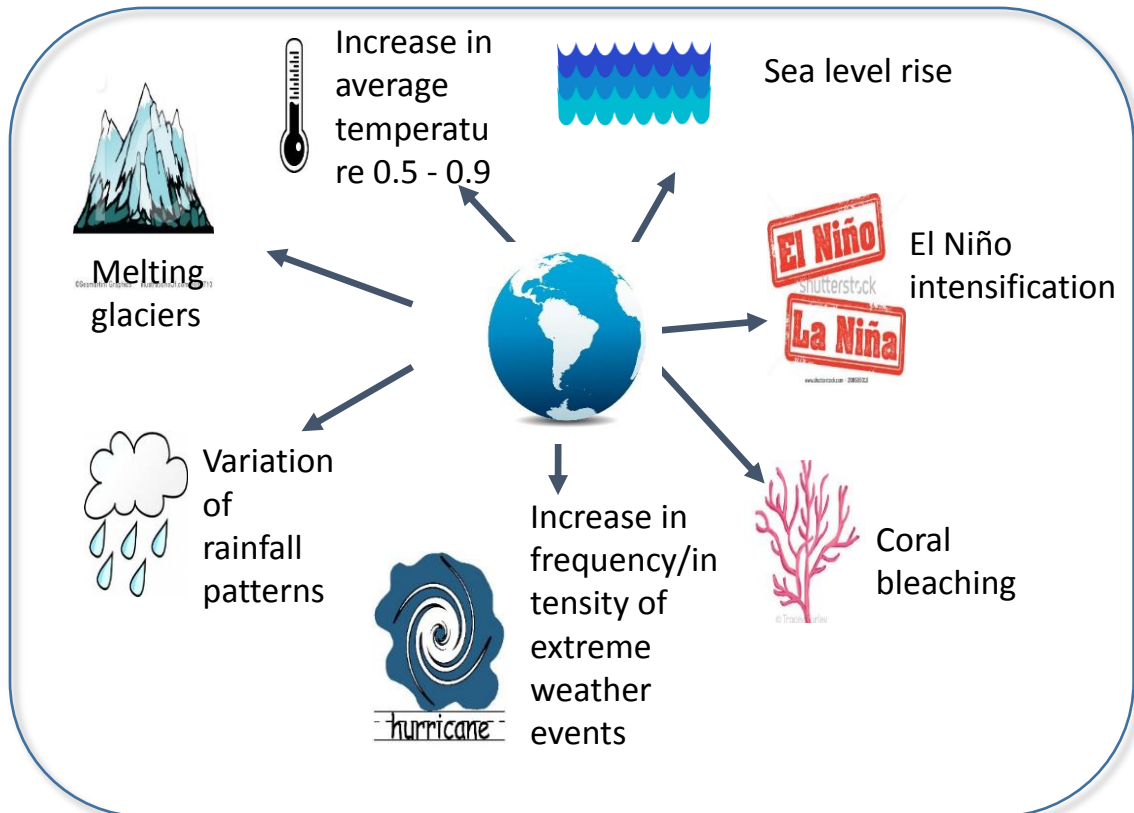 Increase in
average
temperatu
re 0.5 - 0.9
Sea level rise
El Niño
shutterstock
La Niña
El Niño
intensification
Melting
glaciers
Variation
of
rainfall
patterns
hurricane
Increase in
frequency/in
tensity of
extreme
weather
events
Coral
bleaching